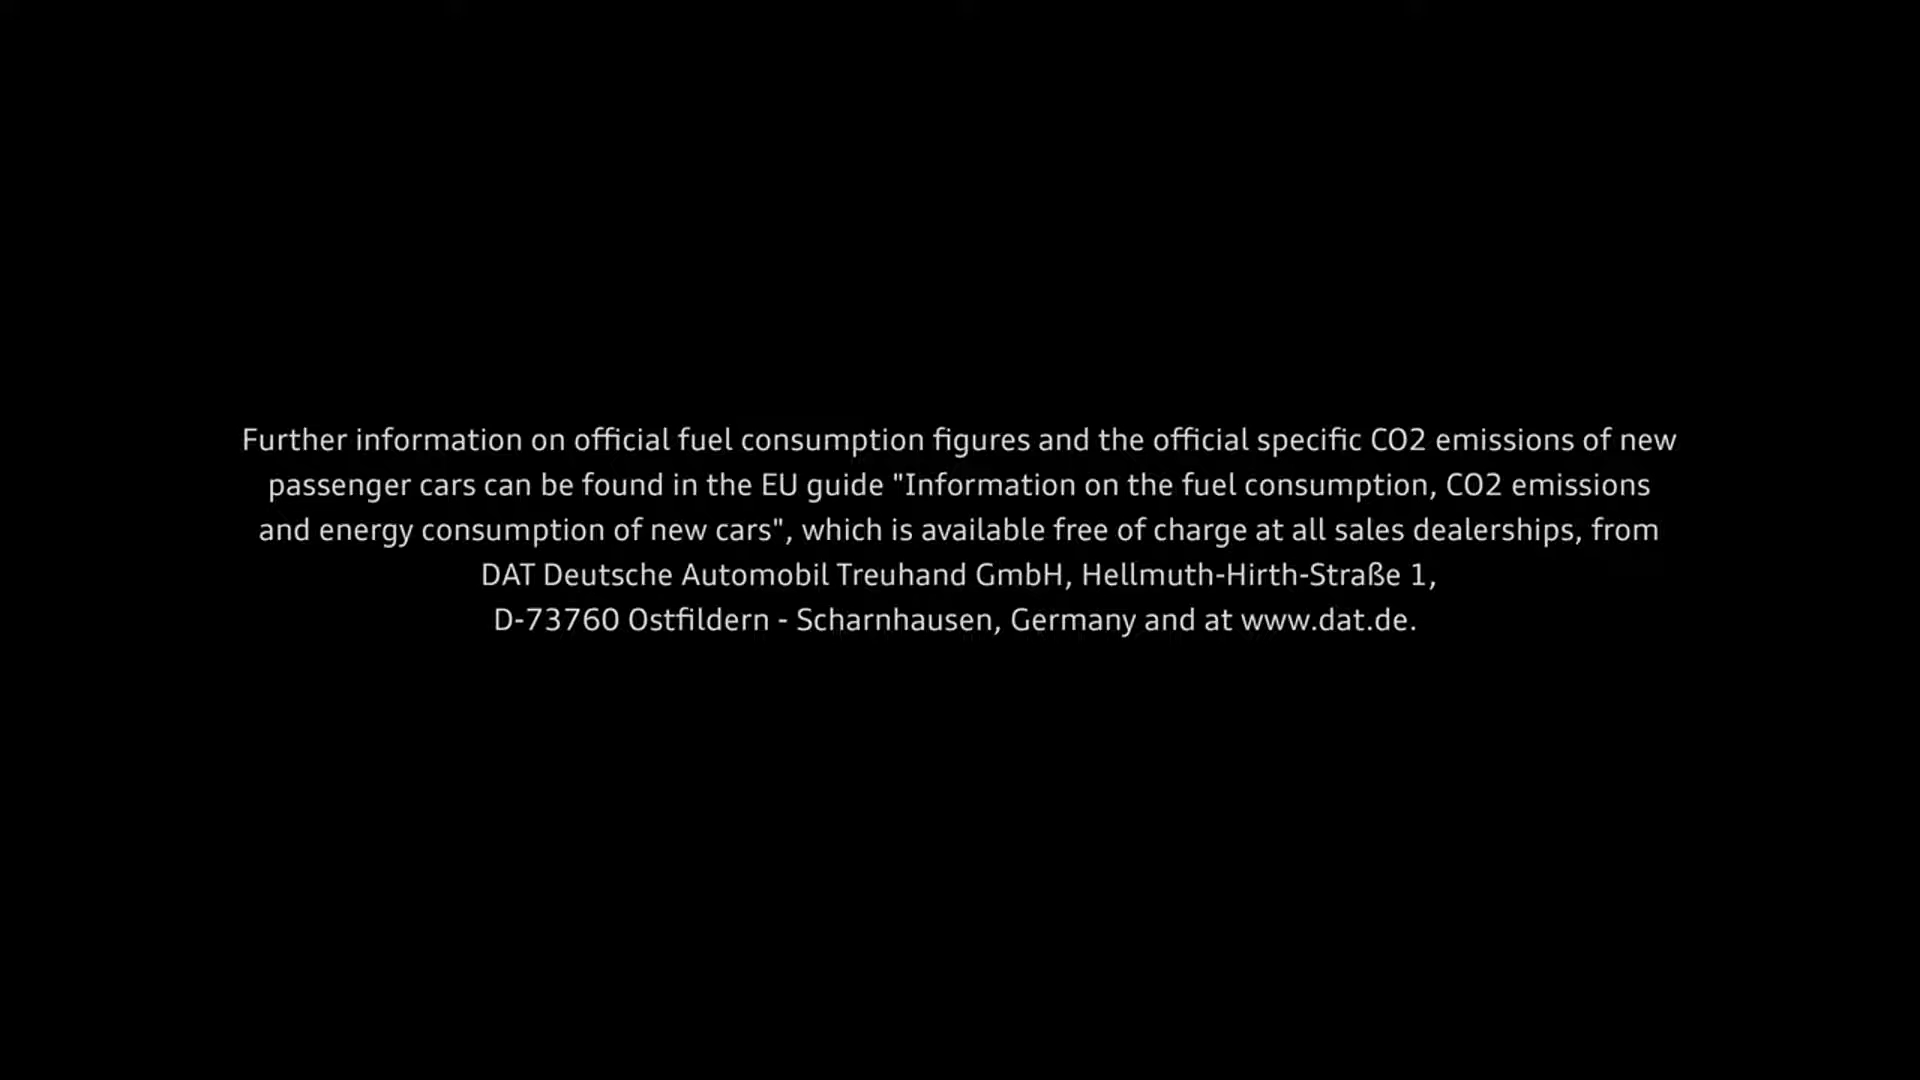 Further information on official fuel consumption figures and the official specific CO2 emissions of new
passenger cars can be found in the EU guide "Information on the fuel consumption, CO2 emissions
and energy consumption of new cars", which is available free of charge at all sales dealerships, from
DAT Deutsche Automobil Treuhand GmbH, Hellmuth-Hirth-Straße 1,
D-73760 Ostfildern - Scharnhausen, Germany and at www.dat.de.